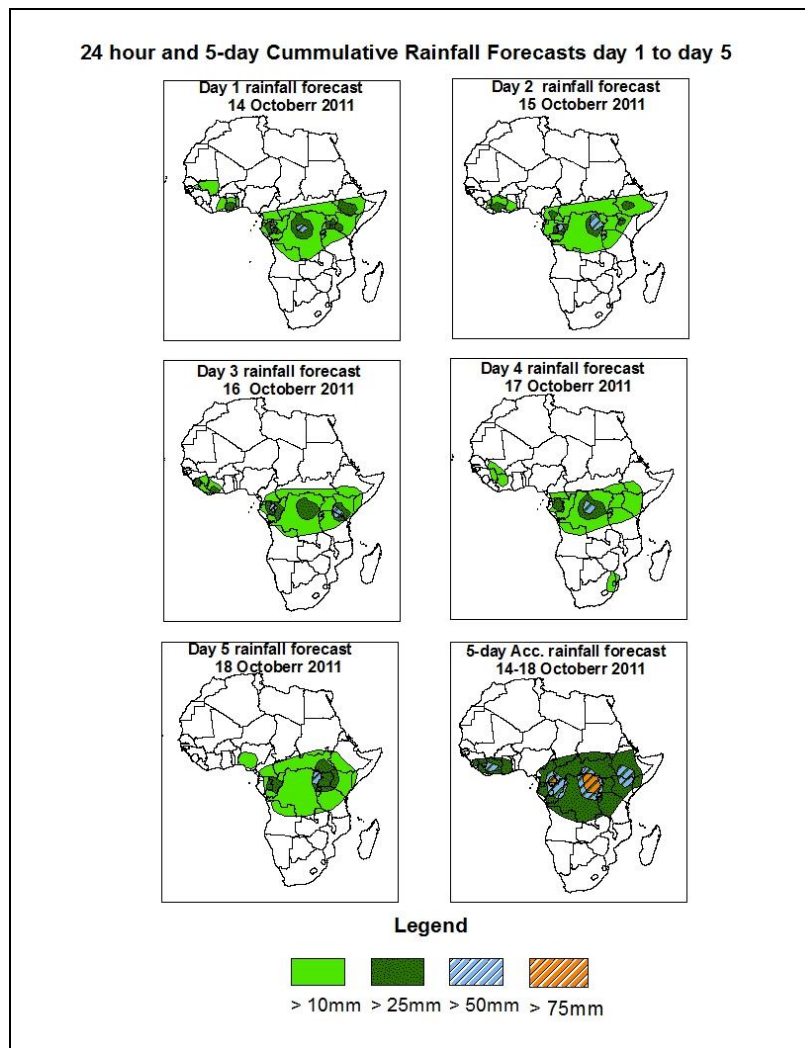 24 hour and 5-day Cummulative Rainfall Forecasts day 1 to day 5
Day 1 rainfall forecast
14 Octoberr 2011
Day 2 rainfall forecast
15 Octoberr 2011
Day 3 rainfall forecast
16 Octoberr 2011
Day 4 rainfall forecast
17 Octoberr 2011
Day 5 rainfall forecast
18 Octoberr 2011
5-day Acc. rainfall forecast
14-18 Octoberr 2011
Legend
> 10mm > 25mm > 50mm > 75mm